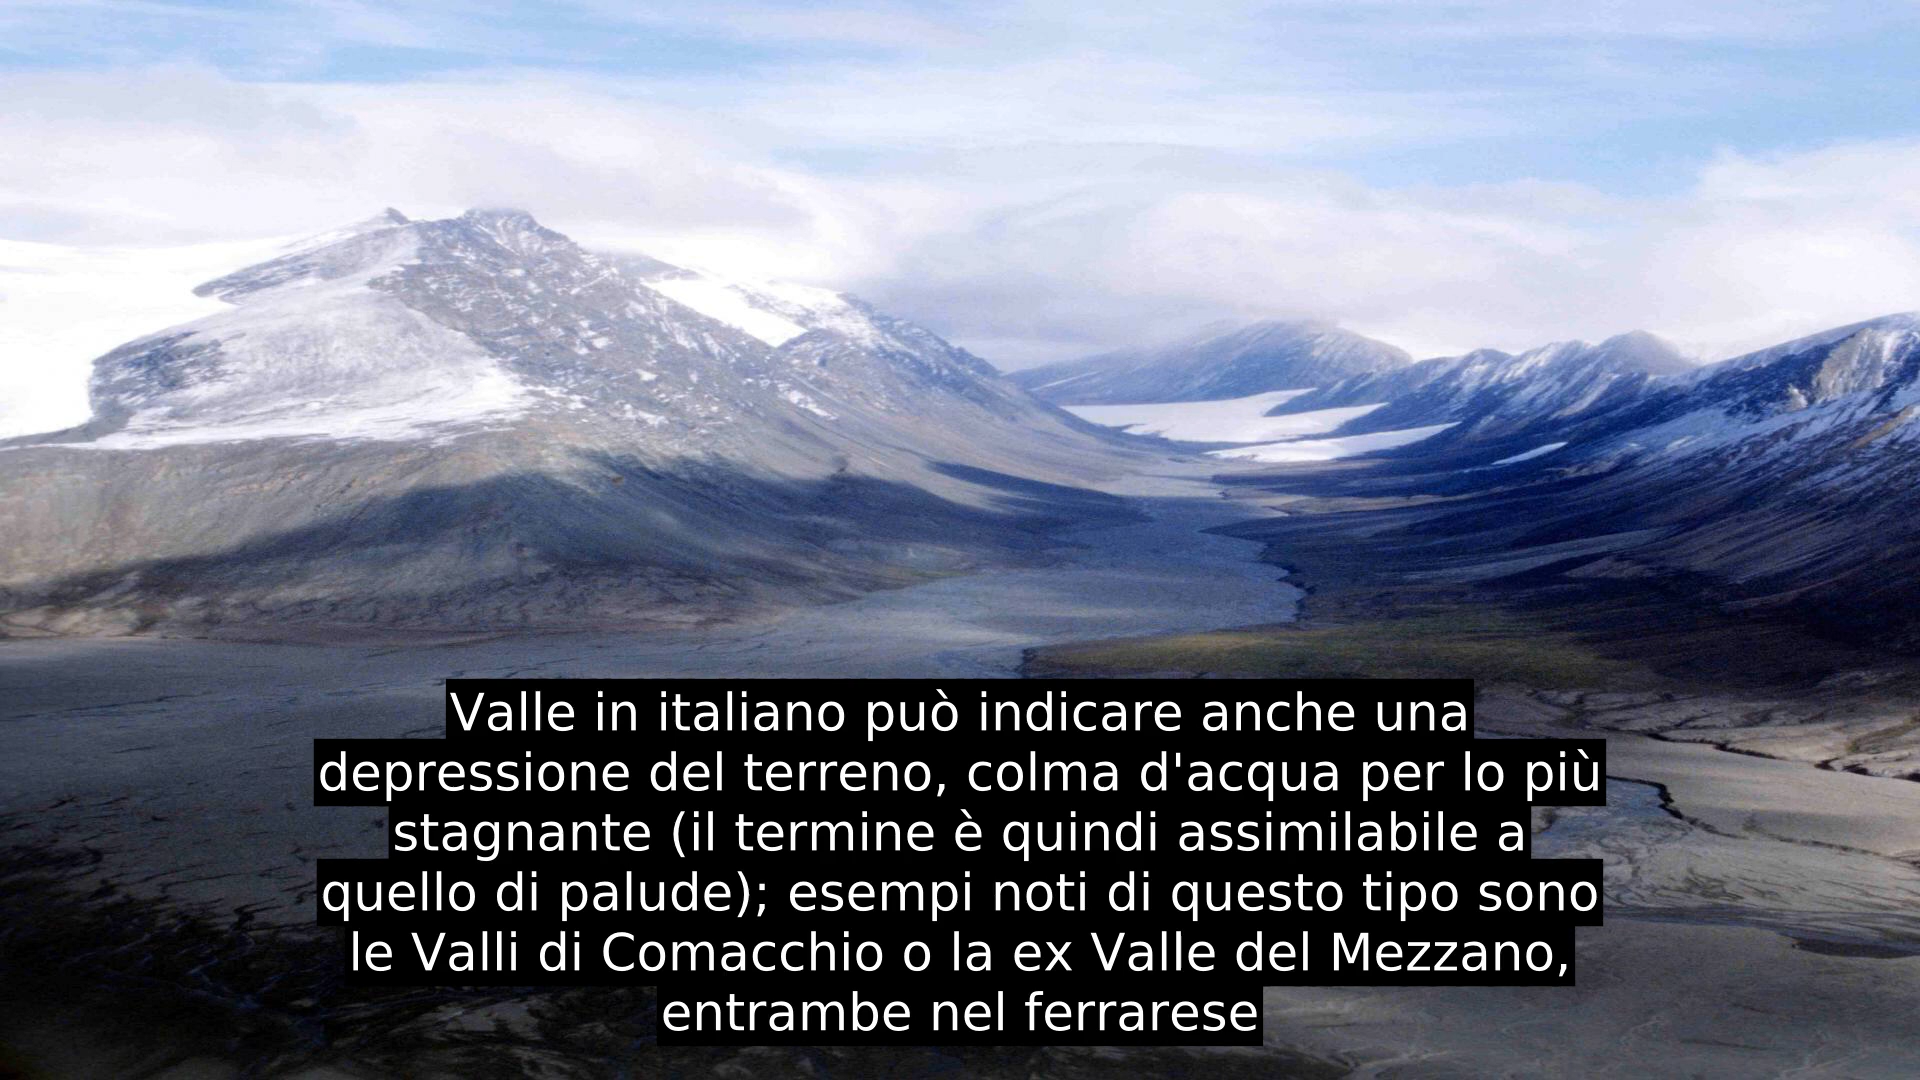 Valle in italiano può indicare anche una
depressione del terreno, colma d'acqua per lo più
stagnante (il termine è quindi assimilabile a
quello di palude); esempi noti di questo tipo sono
le Valli di Comacchio o la ex Valle del Mezzano,
entrambe nel ferrarese